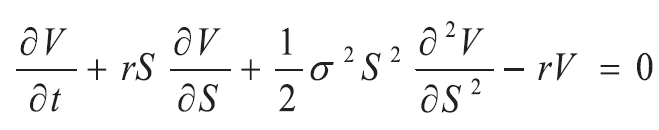 ∂V/∂t + rS ∂V/∂S + 1/2 σ²S² ∂²V/∂S² − rV = 0